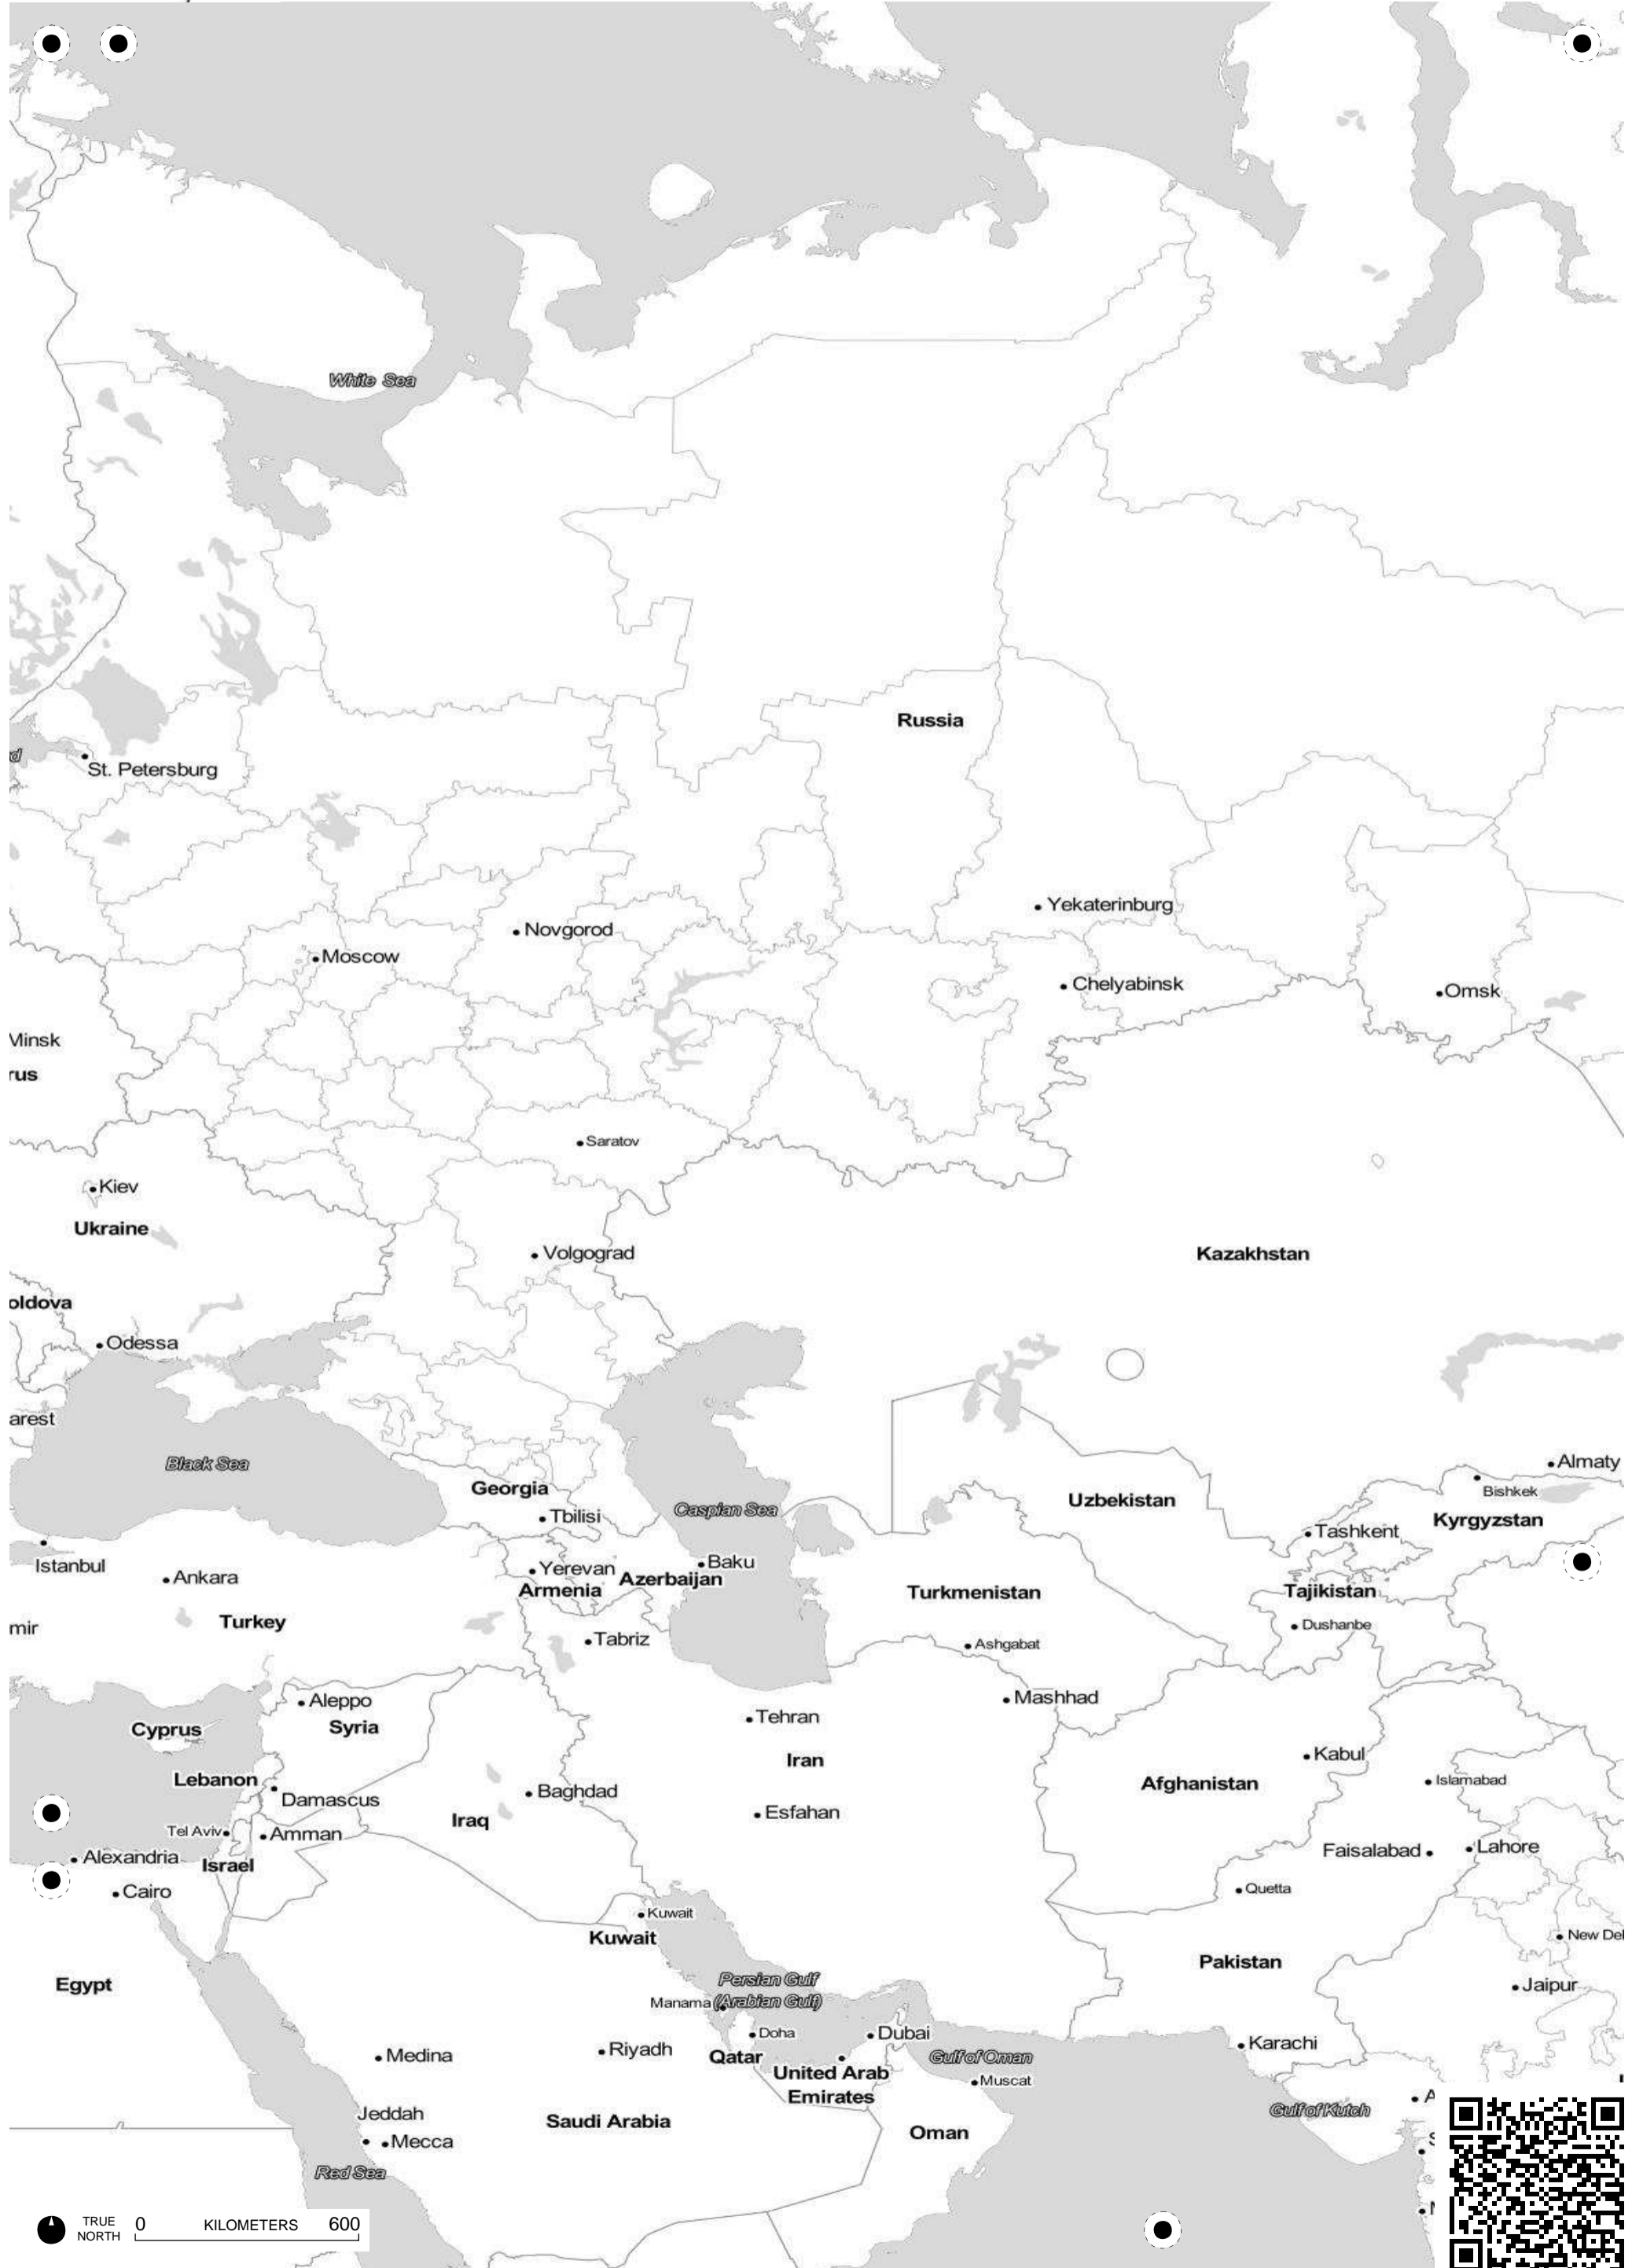 White Sea
Russia
St. Petersburg
Yekaterinburg
Novgorod
Moscow
Chelyabinsk
Omsk
Minsk
rus
Saratov
Kiev
Ukraine
Volgograd
Kazakhstan
oldova
Odessa
arest
Black Sea
Almaty
Bishkek
Georgia
Uzbekistan
Caspian Sea
Tbilisi
Kyrgyzstan
Tashkent
Istanbul
Yerevan
Baku
Ankara
Azerbaijan
Armenia
Turkmenistan
Tajikistan
Turkey
mir
Dushanbe
Tabriz
Ashgabat
Mashhad
Aleppo
Tehran
Syria
Cyprus
Iran
Kabul
Lebanon
Afghanistan
Islamabad
Damascus
Baghdad
Esfahan
Iraq
Tel Aviv
Amman
Alexandria
Israel
Faisalabad
Lahore
Cairo
Quetta
Kuwait
Kuwait
New Del
Pakistan
Egypt
Persian Gulf
(Arabian Gulf)
Manama
Jaipur
Doha
Dubai
Karachi
Medina
Riyadh
Qatar
Gulf of Oman
United Arab
Emirates
Muscat
Jeddah
Saudi Arabia
Gulf of Kutch
A
Oman
Mecca
Red Sea
TRUE
NORTH
0 KILOMETERS 600